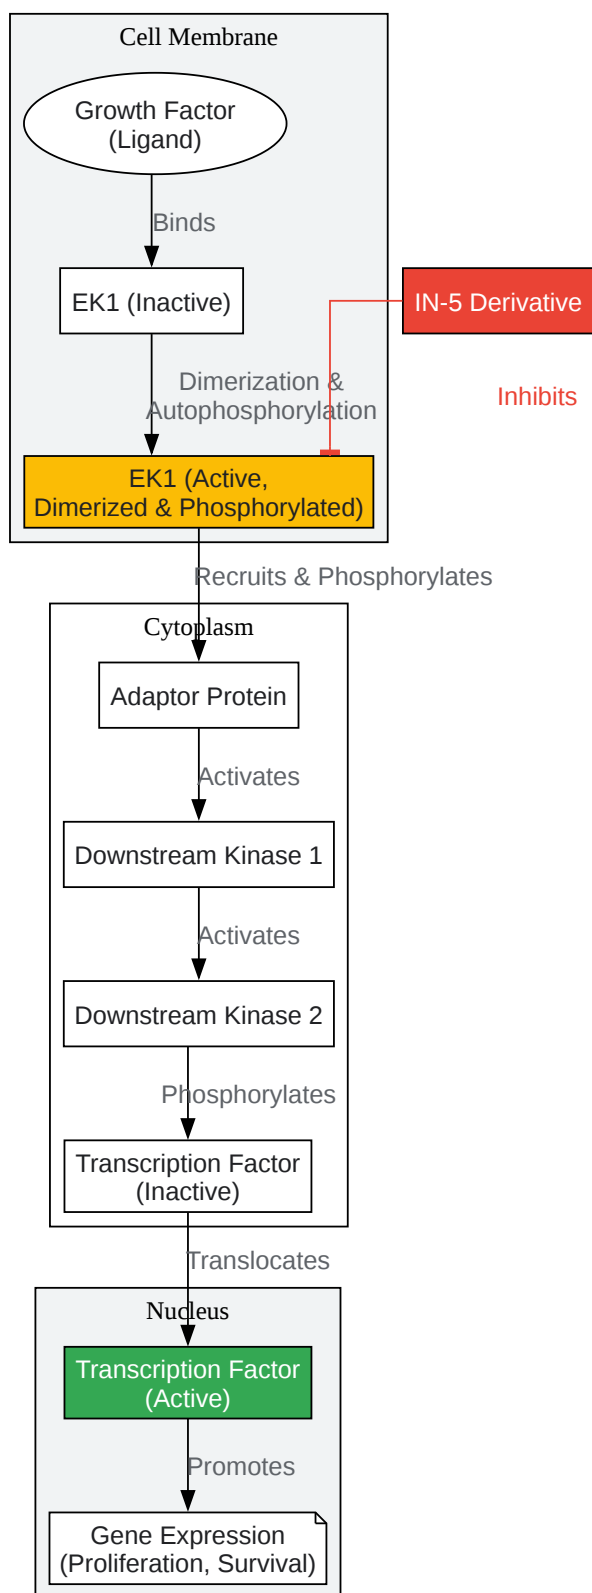 Cell Membrane
Growth Factor
(Ligand)
Binds
EK1 (Inactive)
IN-5 Derivative
Dimerization &
Autophosphorylation
Inhibits
EK1 (Active,
Dimerized & Phosphorylated)
Recruits & Phosphorylates
Cytoplasm
Adaptor Protein
Activates
Downstream Kinase 1
Activates
Downstream Kinase 2
Phosphorylates
Transcription Factor
(Inactive)
Translocates
Nucleus
Transcription Factor
(Active)
Promotes
Gene Expression
(Proliferation, Survival)